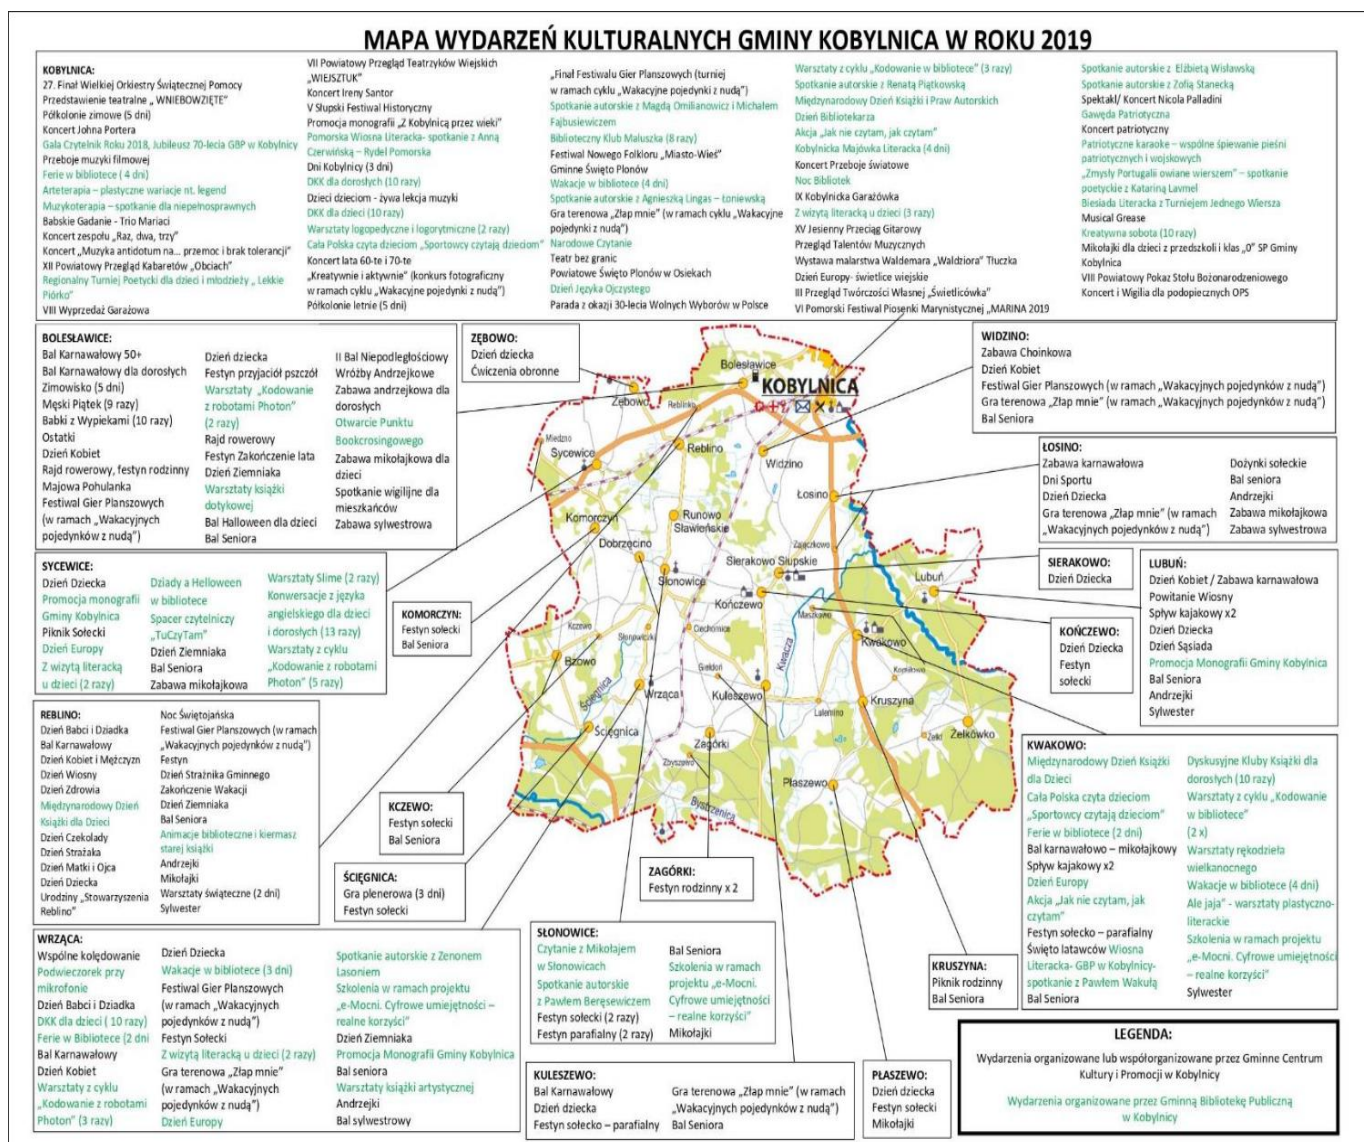 MAPA WYDARZEŃ KULTURALNYCH GMINY KOBYLNICA W ROKU 2019
KOBYLNICA:
27. Finał Wielkiej Orkiestry Świątecznej Pomocy
Przedstawienie teatralne „ WNIEBOWZIĘTE"
Półkolonie zimowe (5 dni)
Koncert Johna Portera
Gala Czytelnik Roku 2018, Jubileusz 70-lecia GBP w Kobylnicy
Przeboje muzyki filmowej
Ferie w bibliotece ( 4 dni)
Arteterapia – plastyczne wariacje nt. legend
Muzykoterapia – spotkanie dla niepełnosprawnych
Babskie Gadanie - Trio Mariaci
Koncert zespołu „Raz, dwa, trzy"
Koncert „Muzyka antidotum na... przemoc i brak tolerancji"
XII Powiatowy Przegląd Kabaretów „Obciach"
Regionalny Turniej Poetycki dla dzieci i młodzieży „ Lekkie
Piórko"
VIII Wyprzedaż Garażowa
VII Powiatowy Przegląd Teatrzyków Wiejskich
„WIEJSZTUK"
Koncert Ireny Santor
V Słupski Festiwal Historyczny
Promocja monografii „Z Kobylnicą przez wieki"
Pomorska Wiosna Literacka- spotkanie z Anną
Czerwińską – Rydel Pomorska
Dni Kobylnicy (3 dni)
DKK dla dorosłych (10 razy)
Dzieci dzieciom - żywa lekcja muzyki
DKK dla dzieci (10 razy)
Warsztaty logopedyczne i logorytmiczne (2 razy)
Cała Polska czyta dzieciom „Sportowcy czytają dzieciom"
Koncert lata 60-te i 70-te
„Kreatywnie i aktywnie" (konkurs fotograficzny
w ramach cyklu „Wakacyjne pojedynki z nudą")
Półkolonie letnie (5 dni)
„Finał Festiwalu Gier Planszowych (turniej
w ramach cyklu „Wakacyjne pojedynki z nudą")
Spotkanie autorskie z Magdą Omilianowicz i Michałem
Fajbusiewiczem
Biblioteczny Klub Maluszka (8 razy)
Festiwal Nowego Folkloru „Miasto-Wieś"
Gminne Święto Plonów
Wakacje w bibliotece (4 dni)
Spotkanie autorskie z Agnieszką Lingas – Łoniewską
Gra terenowa „Złap mnie" (w ramach cyklu „Wakacyjne
pojedynki z nudą")
Narodowe Czytanie
Teatr bez granic
Powiatowe Święto Plonów w Osiekach
Dzień Języka Ojczystego
Parada z okazji 30-lecia Wolnych Wyborów w Polsce
Warsztaty z cyklu „Kodowanie w bibliotece" (3 razy)
Spotkanie autorskie z Renatą Piątkowską
Międzynarodowy Dzień Książki i Praw Autorskich
Dzień Bibliotekarza
Akcja „Jak nie czytam, jak czytam"
Kobylnicka Majówka Literacka (4 dni)
Koncert Przeboje światowe
Noc Bibliotek
IX Kobylnicka Garażówka
Z wizytą literacką u dzieci (3 razy)
XV Jesienny Przeciąg Gitarowy
Przegląd Talentów Muzycznych
Wystawa malarstwa Waldemara „Waldziora" Tłuczka
Dzień Europy- świetlice wiejskie
III Przegląd Twórczości Własnej „Świetlicówka"
VI Pomorski Festiwal Piosenki Marynistycznej „MARINA 2019
Spotkanie autorskie z Elżbietą Wisławską
Spotkanie autorskie z Zofią Stanecką
Spektakl/ Koncert Nicola Palladini
Gawęda Patriotyczna
Koncert patriotyczny
Patriotyczne karaoke – wspólne śpiewanie pieśni
patriotycznych i wojskowych
„Zmysły Portugalii owiane wierszem" – spotkanie
poetyckie z Katariną Lavmel
Biesiada Literacka z Turniejem Jednego Wiersza
Musical Grease
Kreatywna sobota (10 razy)
Mikołajki dla dzieci z przedszkoli i klas „0" SP Gminy
Kobylnica
VIII Powiatowy Pokaz Stołu Bożonarodzeniowego
Koncert i Wigilia dla podopiecznych OPS
BOLESŁAWICE:
Bal Karnawałowy 50+
Bal Karnawałowy dla dorosłych
Zimowisko (5 dni)
Męski Piątek (9 razy)
Babki z Wypiekami (10 razy)
Ostatki
Dzień Kobiet
Rajd rowerowy, festyn rodzinny
Majowa Pohulanka
Festiwal Gier Planszowych
(w ramach „Wakacyjnych
pojedynków z nudą")
Dzień dziecka
Festyn przyjaciół pszczół
Warsztaty „Kodowanie
z robotami Photon"
(2 razy)
Rajd rowerowy
Festyn Zakończenie lata
Dzień Ziemniaka
Warsztaty książki
dotykowej
Bal Halloween dla dzieci
Bal Seniora
II Bal Niepodległościowy
Wróżby Andrzejkowe
Zabawa andrzejkowa dla
dorosłych
Otwarcie Punktu
Bookcrosingowego
Zabawa mikołajkowa dla
dzieci
Spotkanie wigilijne dla
mieszkańców
Zabawa sylwestrowa
ZĘBOWO:
Dzień dziecka
Ćwiczenia obronne
WIDZINO:
Zabawa Choinkowa
Dzień Kobiet
Festiwal Gier Planszowych (w ramach „Wakacyjnych pojedynków z nudą")
Gra terenowa „Złap mnie" (w ramach „Wakacyjnych pojedynków z nudą")
Bal Seniora
ŁOSINO:
Zabawa karnawałowa
Dni Sportu
Dzień Dziecka
Gra terenowa „Złap mnie" (w ramach
„Wakacyjnych pojedynków z nudą")
Dożynki sołeckie
Bal seniora
Andrzejki
Zabawa mikołajkowa
Zabawa sylwestrowa
SYCEWICE:
Dzień Dziecka
Promocja monografii
Gminy Kobylnica
Piknik Sołecki
Dzień Europy
Z wizytą literacką
u dzieci (2 razy)
Dziady a Helloween
w bibliotece
Spacer czytelniczy
„TuCzyTam"
Dzień Ziemniaka
Bal Seniora
Zabawa mikołajkowa
Warsztaty Slime (2 razy)
Konwersacje z języka
angielskiego dla dzieci
i dorosłych (13 razy)
Warsztaty z cyklu
„Kodowanie z robotami
Photon" (5 razy)
KOMORCZYN:
Festyn sołecki
Bal Seniora
SIERAKOWO:
Dzień Dziecka
KOŃCZEWO:
Dzień Dziecka
Festyn
sołecki
LUBUŃ:
Dzień Kobiet / Zabawa karnawałowa
Powitanie Wiosny
Spływ kajakowy x2
Dzień Dziecka
Dzień Sąsiada
Promocja Monografii Gminy Kobylnica
Bal Seniora
Andrzejki
Sylwester
REBLINO:
Dzień Babci i Dziadka
Bal Karnawałowy
Dzień Kobiet i Mężczyzn
Dzień Wiosny
Dzień Zdrowia
Międzynarodowy Dzień
Książki dla Dzieci
Dzień Czekolady
Dzień Strażaka
Dzień Matki i Ojca
Dzień Dziecka
Urodziny „Stowarzyszenia
Reblino"
Noc Świętojańska
Festiwal Gier Planszowych (w ramach
„Wakacyjnych pojedynków z nudą")
Festyn
Dzień Strażnika Gminnego
Zakończenie Wakacji
Dzień Ziemniaka
Bal Seniora
Animacje biblioteczne i kiermasz
starej książki
Andrzejki
Mikołajki
Warsztaty świąteczne (2 dni)
Sylwester
KCZEWO:
Festyn sołecki
Bal Seniora
ŚCIĘGNICA:
Gra plenerowa (3 dni)
Festyn sołecki
ZAGÓRKI:
Festyn rodzinny x 2
KWAKOWO:
Międzynarodowy Dzień Książki
dla Dzieci
Cała Polska czyta dzieciom
„Sportowcy czytają dzieciom"
Ferie w bibliotece (2 dni)
Bal karnawałowo – mikołajkowy
Spływ kajakowy x2
Dzień Europy
Akcja „Jak nie czytam, jak
czytam"
Festyn sołecko – parafialny
Święto latawców Wiosna
Literacka- GBP w Kobylnicy-
spotkanie z Pawłem Wakułą
Bal Seniora
Dyskusyjne Kluby Książki dla
dorosłych (10 razy)
Warsztaty z cyklu „Kodowanie
w bibliotece"
(2 x)
Warsztaty rękodzieła
wielkanocnego
Wakacje w bibliotece (4 dni)
Ale jaja" - warsztaty plastyczno-
literackie
Szkolenia w ramach projektu
„e-Mocni. Cyfrowe umiejętności
– realne korzyści"
Sylwester
WRZĄCA:
Wspólne kolędowanie
Podwieczorek przy
mikrofonie
Dzień Babci i Dziadka
DKK dla dzieci ( 10 razy)
Ferie w Bibliotece (2 dni
Bal Karnawałowy
Dzień Kobiet
Warsztaty z cyklu
„Kodowanie z robotami
Photon" (3 razy)
Dzień Dziecka
Wakacje w bibliotece (3 dni)
Festiwal Gier Planszowych
(w ramach „Wakacyjnych
pojedynków z nudą")
Festyn Sołecki
Z wizytą literacką u dzieci (2 razy)
Gra terenowa „Złap mnie"
(w ramach „Wakacyjnych
pojedynków z nudą")
Dzień Europy
Spotkanie autorskie z Zenonem
Lasoniem
Szkolenia w ramach projektu
„e-Mocni. Cyfrowe umiejętności –
realne korzyści"
Dzień Ziemniaka
Promocja Monografii Gminy Kobylnica
Bal seniora
Warsztaty książki artystycznej
Andrzejki
Bal sylwestrowy
SŁONOWICE:
Czytanie z Mikołajem
w Słonowicach
Spotkanie autorskie
z Pawłem Beręsewiczem
Festyn sołecki (2 razy)
Festyn parafialny (2 razy)
Bal Seniora
Szkolenia w ramach
projektu „e-Mocni.
Cyfrowe umiejętności
– realne korzyści"
Mikołajki
KRUSZYNA:
Piknik rodzinny
Bal Seniora
KULESZEWO:
Bal Karnawałowy
Dzień dziecka
Festyn sołecko – parafialny
Gra terenowa „Złap mnie" (w ramach
„Wakacyjnych pojedynków z nudą")
Bal Seniora
PŁASZEWO:
Dzień dziecka
Festyn sołecki
Mikołajki
LEGENDA:
Wydarzenia organizowane lub współorganizowane przez Gminne Centrum
Kultury i Promocji w Kobylnicy
Wydarzenia organizowane przez Gminną Bibliotekę Publiczną
w Kobylnicy
Bolesławice
KOBYLNICA
Zębowo
Reblinko
Miedzno
Sycewice
Reblino
Widzino
Łosino
Komorczyn
Runowo
Sławieńskie
Dobrzęcino
Zajączkowo
Sierakowo Słupskie
Słonowice
Lubuń
Kończewo
Maszkowo
Kczewo
Słonowiczki
Ciechomice
Kwakowo
Kwacza
Bzowo
Giełdoń
Komiłowo
Wrząca
Kuleszewo
Ścięgnica
Lulemino
Kruszyna
Ścięgnica
Zagórki
Żelki
Żelkówko
Zbyszewo
Płaszewo
Bystrzenica